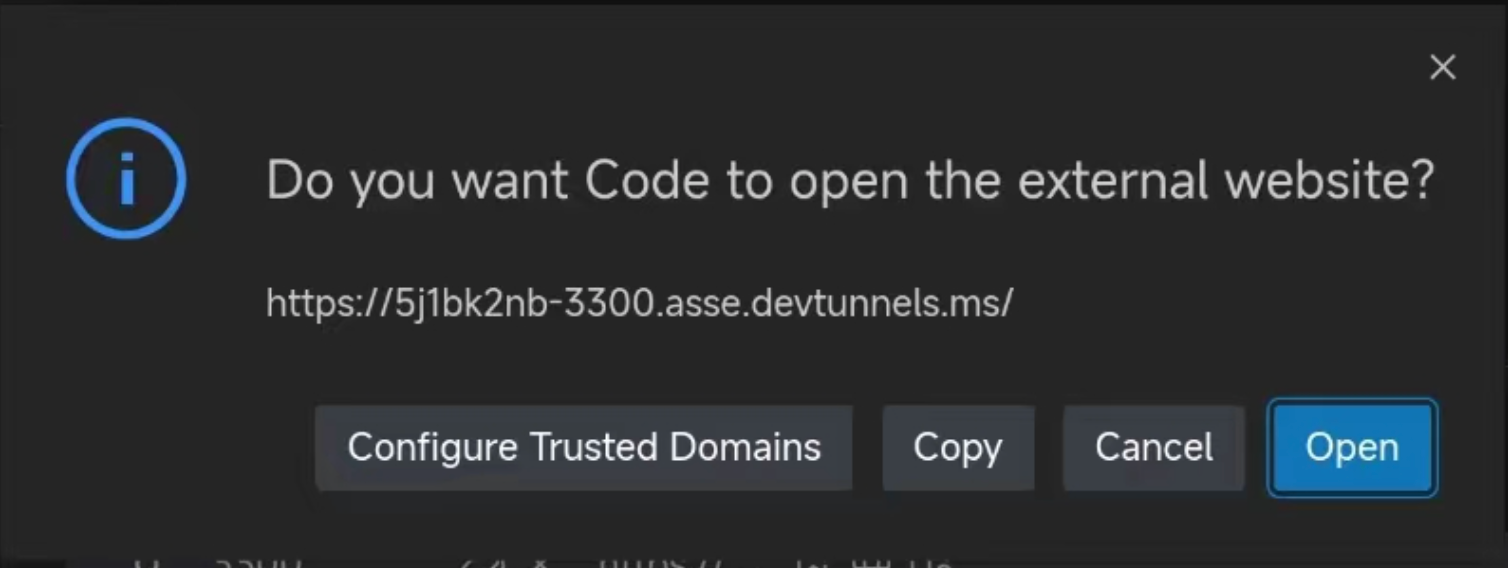 Do you want Code to open the external website?
https://5j1bk2nb-3300.asse.devtunnels.ms/
Configure Trusted Domains
Copy
Cancel
Open